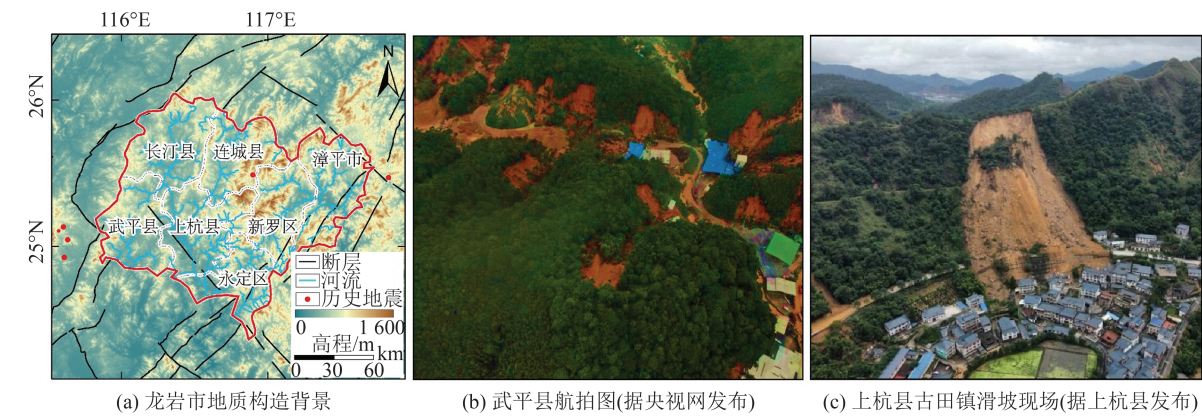 116°E 117°E
26°N
25°N
N
长汀县
连城县
漳平市
武平县
上杭县
新罗区
永定区
断层
河流
历史地震
0 1 600
高程/m
km
0 30 60
(a) 龙岩市地质构造背景
(b) 武平县航拍图(据央视网发布)
(c) 上杭县古田镇滑坡现场(据上杭县发布)